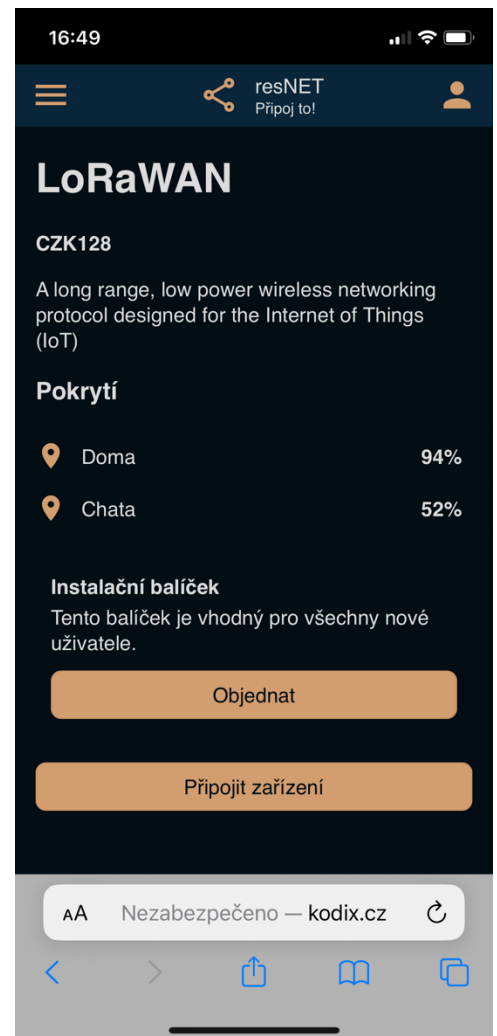 16:49
resNET
Připoj to!
LoRaWAN
CZK128
A long range, low power wireless networking
protocol designed for the Internet of Things
(IoT)
Pokrytí
Doma 94%
Chata 52%
Instalační balíček
Tento balíček je vhodný pro všechny nové
uživatele.
Objednat
Připojit zařízení
AA Nezabezpečeno — kodix.cz